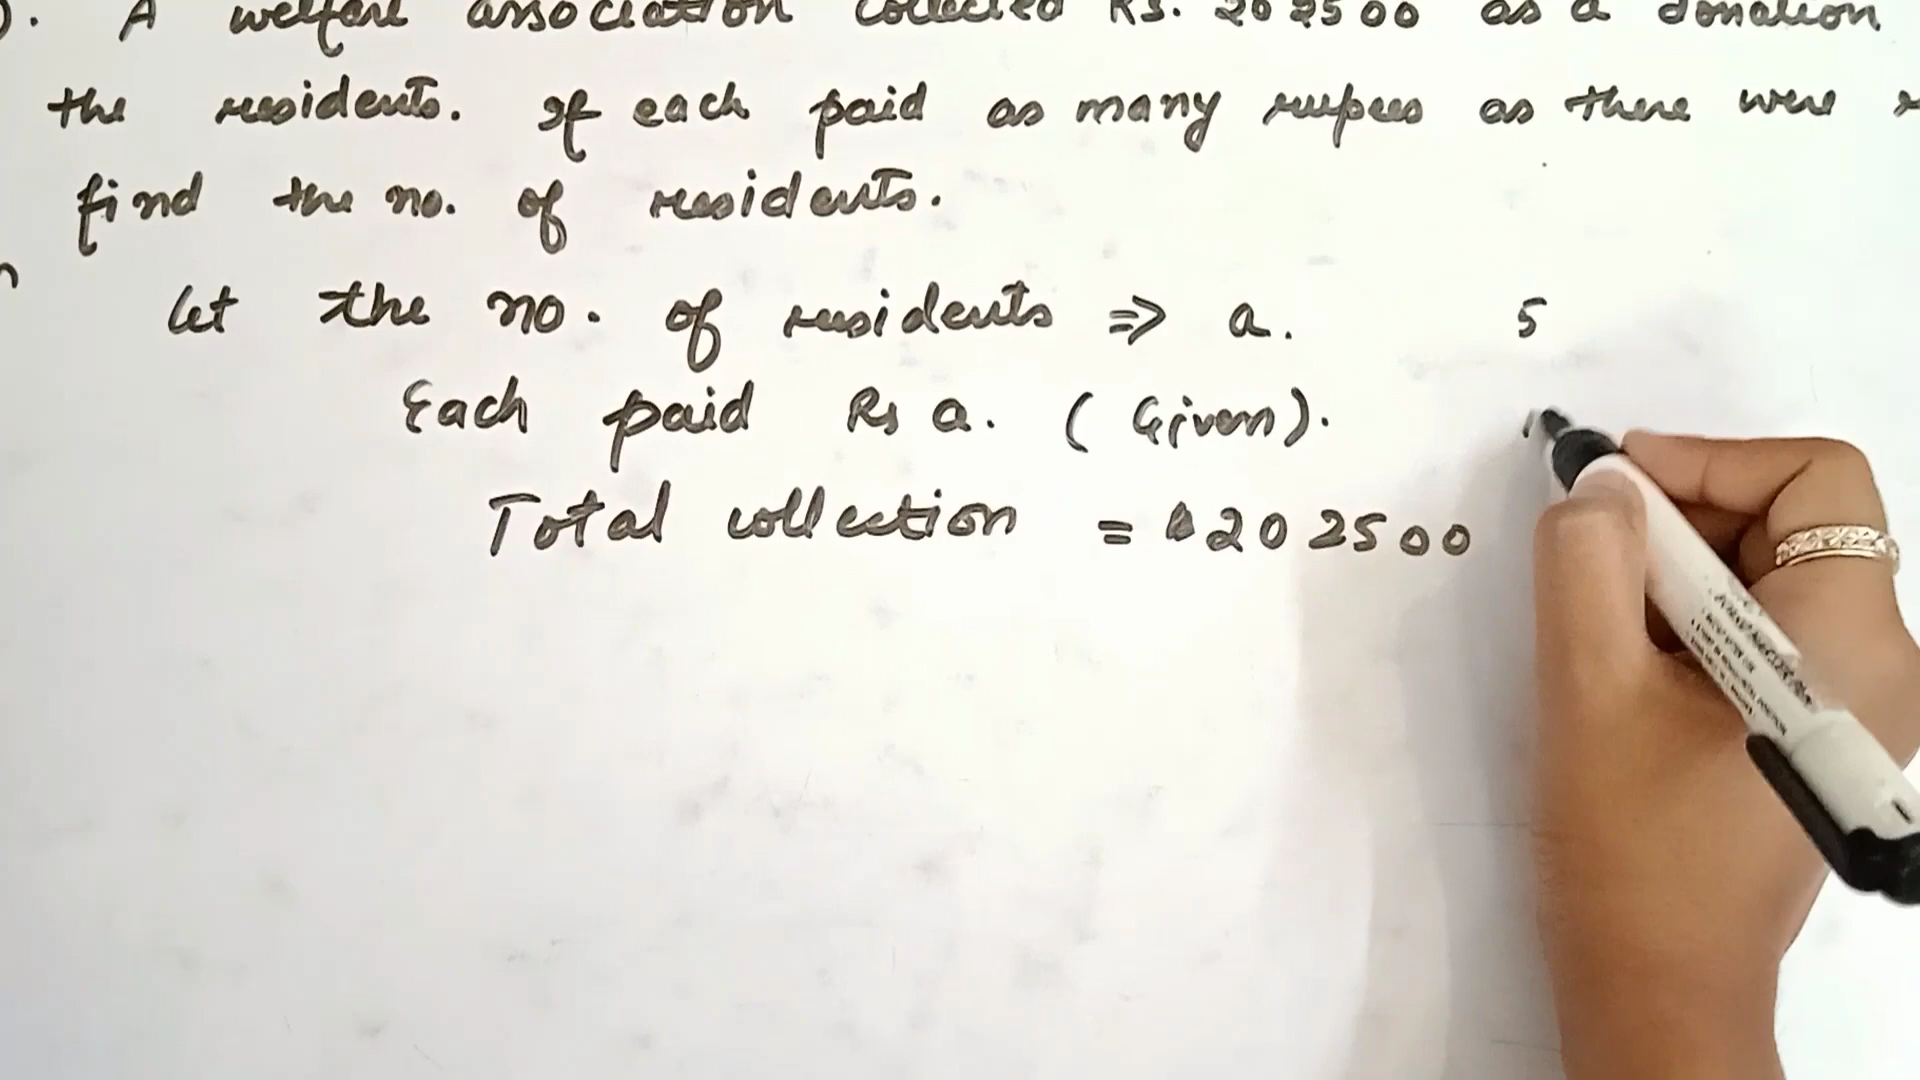 ). A welfare association collected Rs. 202500 as a donation
the residents. If each paid as many rupees as there were
find the no. of residents.
Let the no. of residents ⇒ a. 5
Each paid Rs a. (Given).
Total collection = 202500